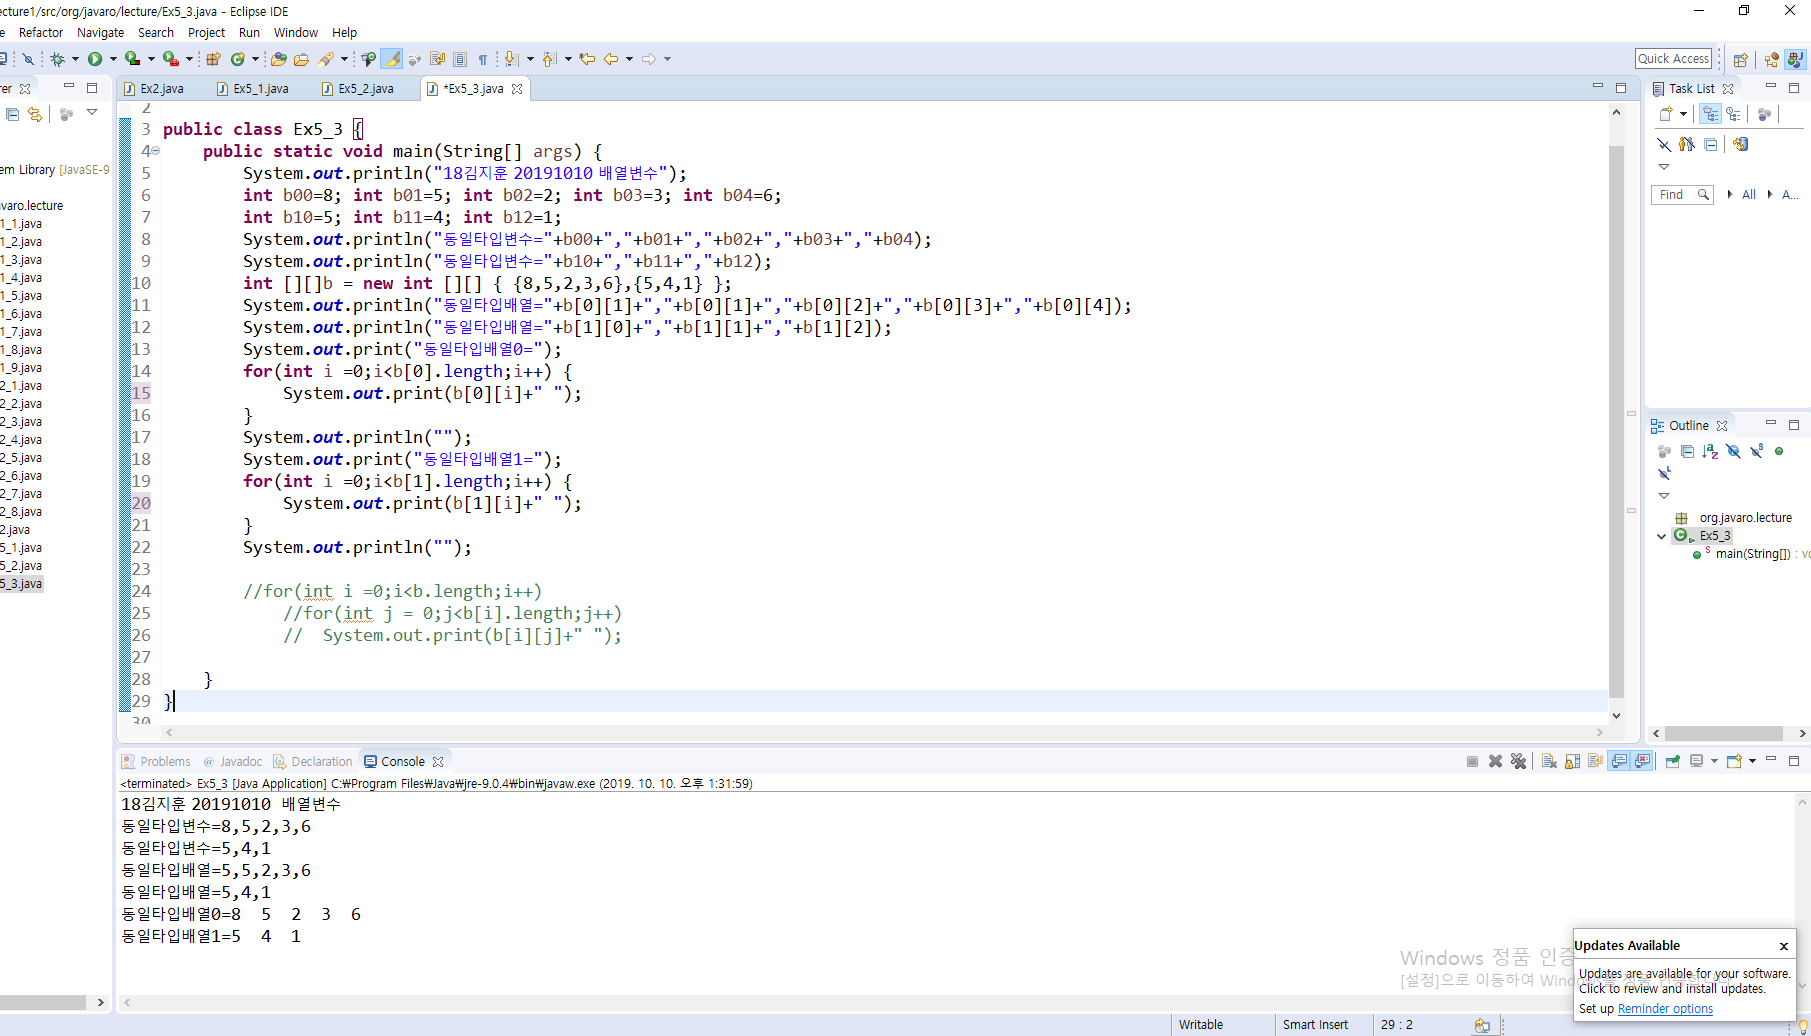 ecture1/src/org/javaro/lecture/Ex5_3.java - Eclipse IDE
e Refactor Navigate Search Project Run Window Help
Quick Access
rer
Ex2.java Ex5_1.java Ex5_2.java *Ex5_3.java
Task List
em Library [JavaSE-9
varo.lecture
1_1.java
1_2.java
1_3.java
1_4.java
1_5.java
1_6.java
1_7.java
1_8.java
1_9.java
2_1.java
2_2.java
2_3.java
2_4.java
2_5.java
2_6.java
2_7.java
2_8.java
2.java
5_1.java
5_2.java
5_3.java
2
3 public class Ex5_3 {
4 public static void main(String[] args) {
5 System.out.println("18김지훈 20191010 배열변수");
6 int b00=8; int b01=5; int b02=2; int b03=3; int b04=6;
7 int b10=5; int b11=4; int b12=1;
8 System.out.println("동일타입변수="+b00+","+b01+","+b02+","+b03+","+b04);
9 System.out.println("동일타입변수="+b10+","+b11+","+b12);
10 int [][]b = new int [][] { {8,5,2,3,6},{5,4,1} };
11 System.out.println("동일타입배열="+b[0][1]+","+b[0][1]+","+b[0][2]+","+b[0][3]+","+b[0][4]);
12 System.out.println("동일타입배열="+b[1][0]+","+b[1][1]+","+b[1][2]);
13 System.out.print("동일타입배열0=");
14 for(int i =0;i<b[0].length;i++) {
15 System.out.print(b[0][i]+" ");
16 }
17 System.out.println("");
18 System.out.print("동일타입배열1=");
19 for(int i =0;i<b[1].length;i++) {
20 System.out.print(b[1][i]+" ");
21 }
22 System.out.println("");
23
24 //for(int i =0;i<b.length;i++)
25 //for(int j = 0;j<b[i].length;j++)
26 // System.out.print(b[i][j]+" ");
27
28 }
29 }
30
Find All A...
Outline
org.javaro.lecture
Ex5_3
main(String[]) : vo
Problems Javadoc Declaration Console
<terminated> Ex5_3 [Java Application] C:₩Program Files₩Java₩jre-9.0.4₩bin₩javaw.exe (2019. 10. 10. 오후 1:31:59)
18김지훈 20191010 배열변수
동일타입변수=8,5,2,3,6
동일타입변수=5,4,1
동일타입배열=5,5,2,3,6
동일타입배열=5,4,1
동일타입배열0=8 5 2 3 6
동일타입배열1=5 4 1
Windows 정품 인증
[설정]으로 이동하여 Wind
Updates Available
Updates are available for your software.
Click to review and install updates.
Set up Reminder options
Writable Smart Insert 29 : 2